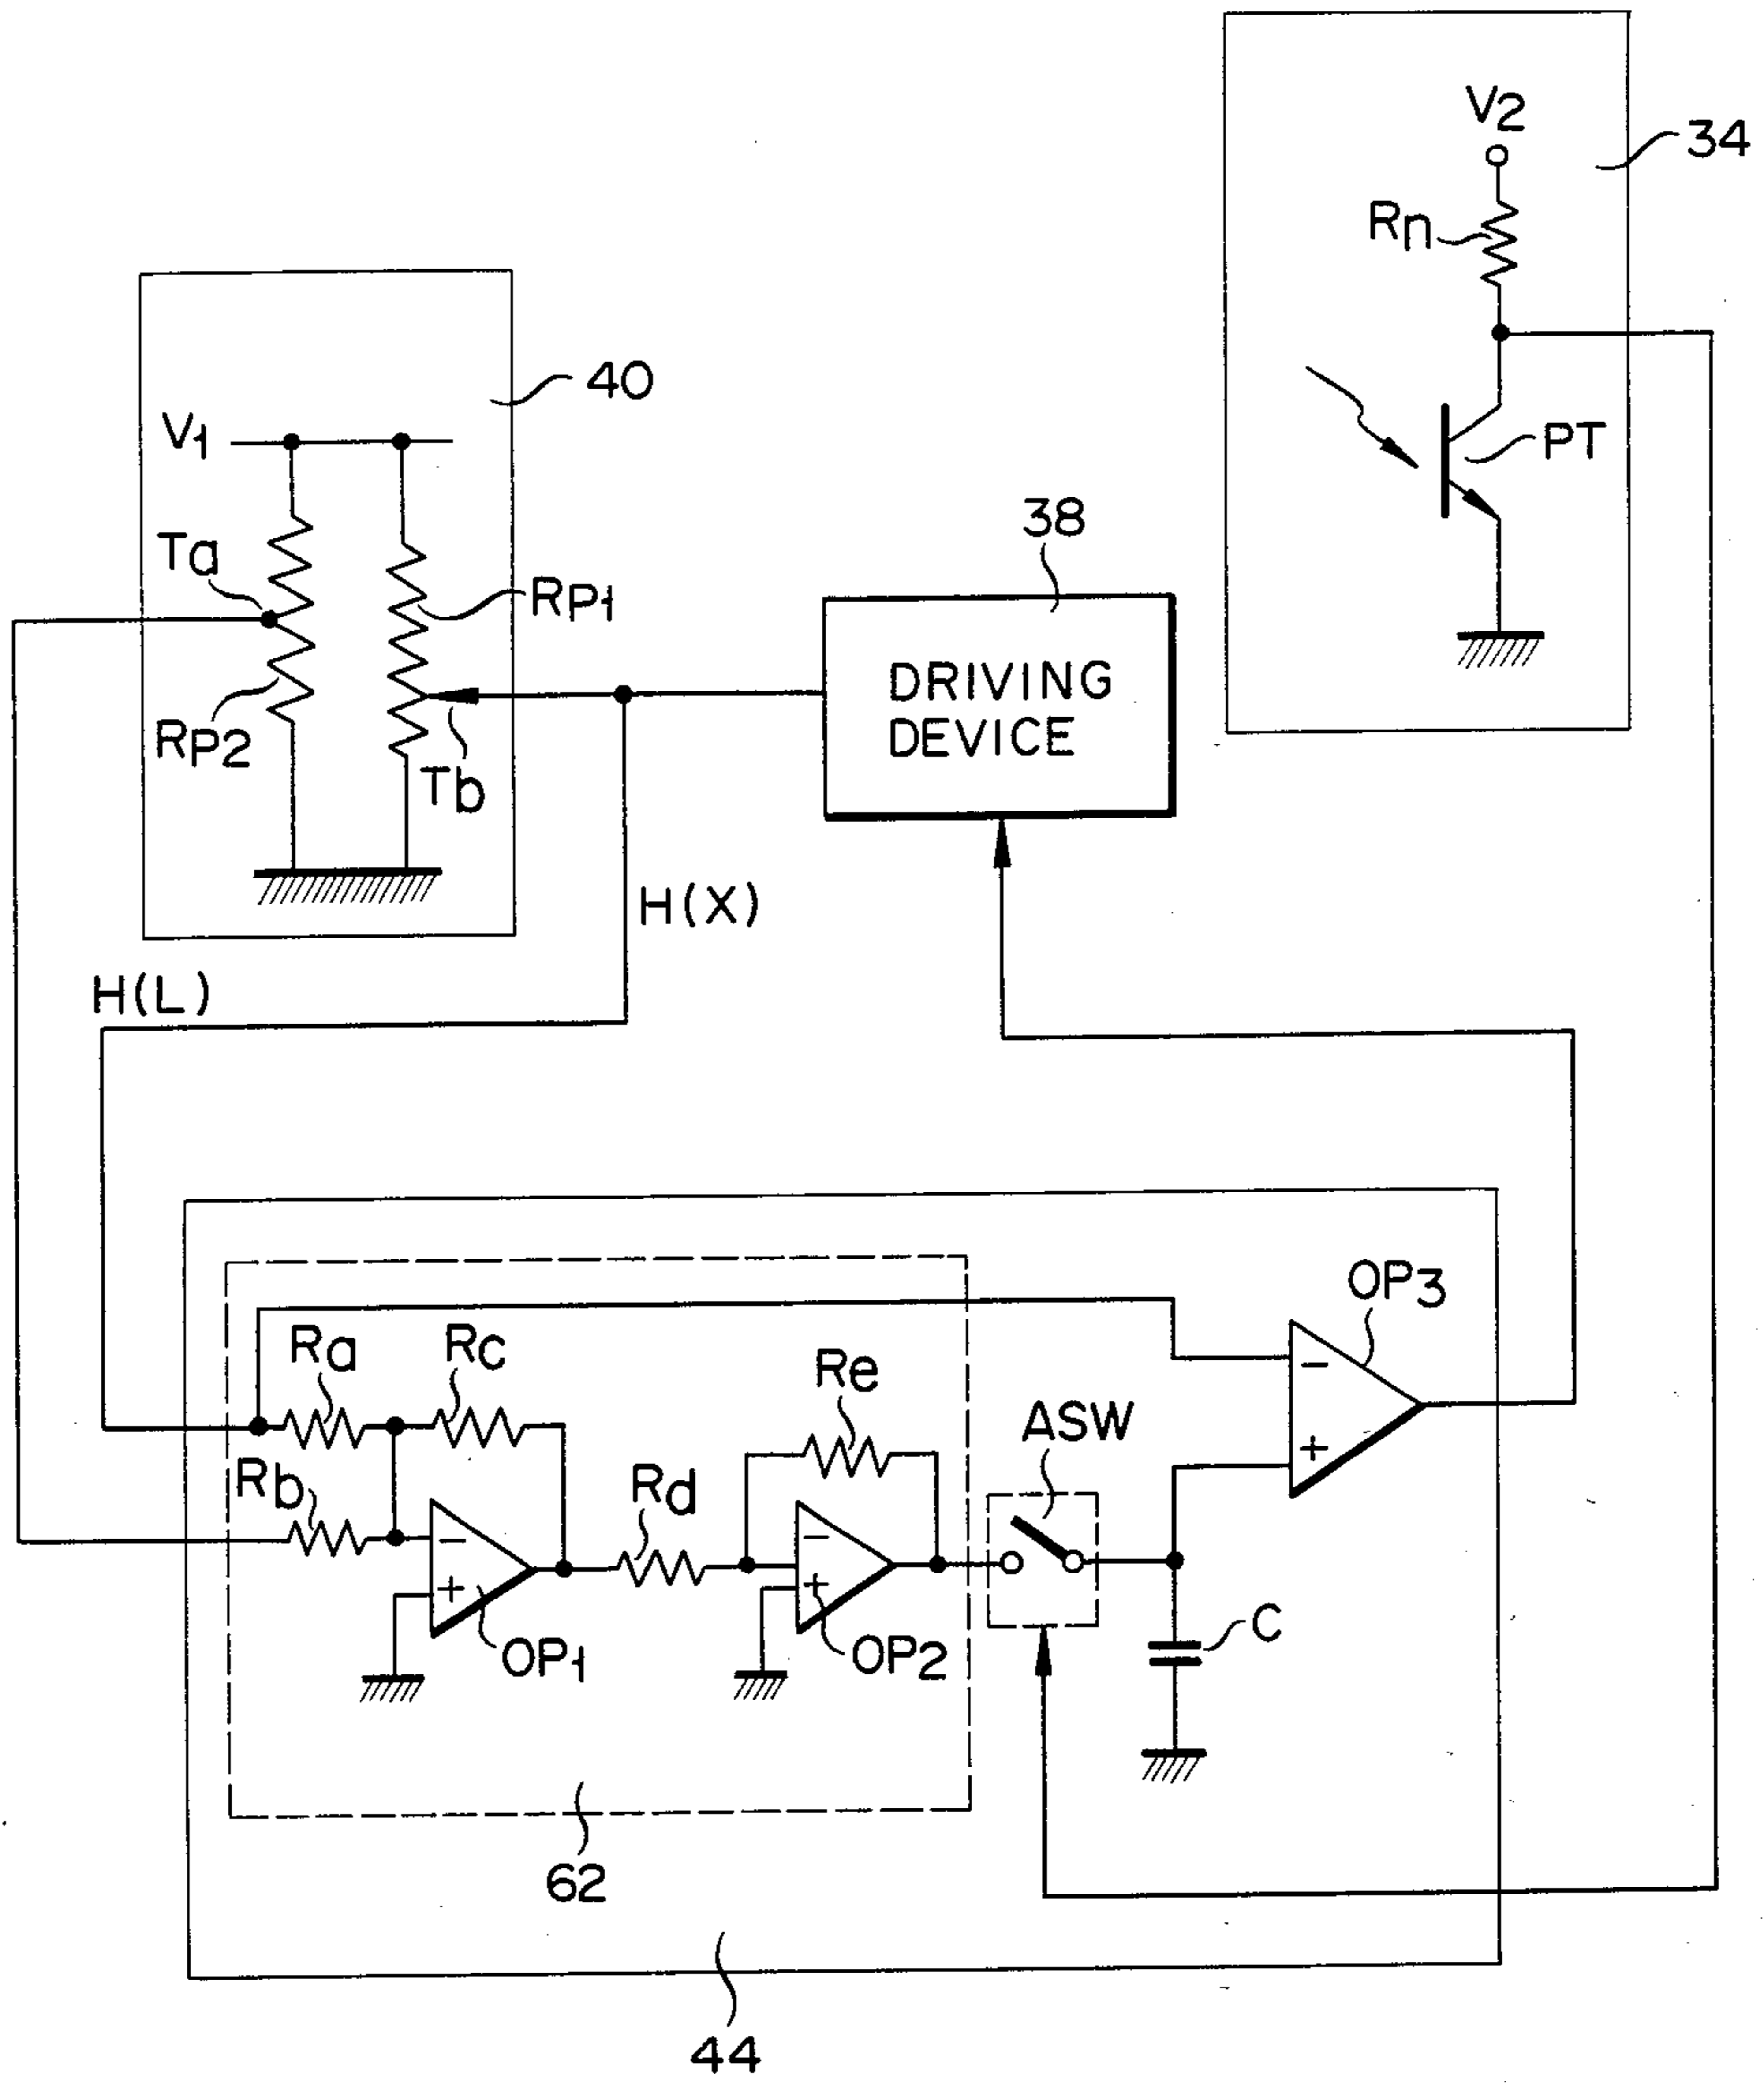 V2
34
Rn
40
V1
PT
38
Ta
RP1
DRIVING
DEVICE
RP2
Tb
H(X)
H(L)
OP3
Ra
Rc
Re
ASW
−
Rb
Rd
+
−
−
+
+
C
OP1
OP2
62
44